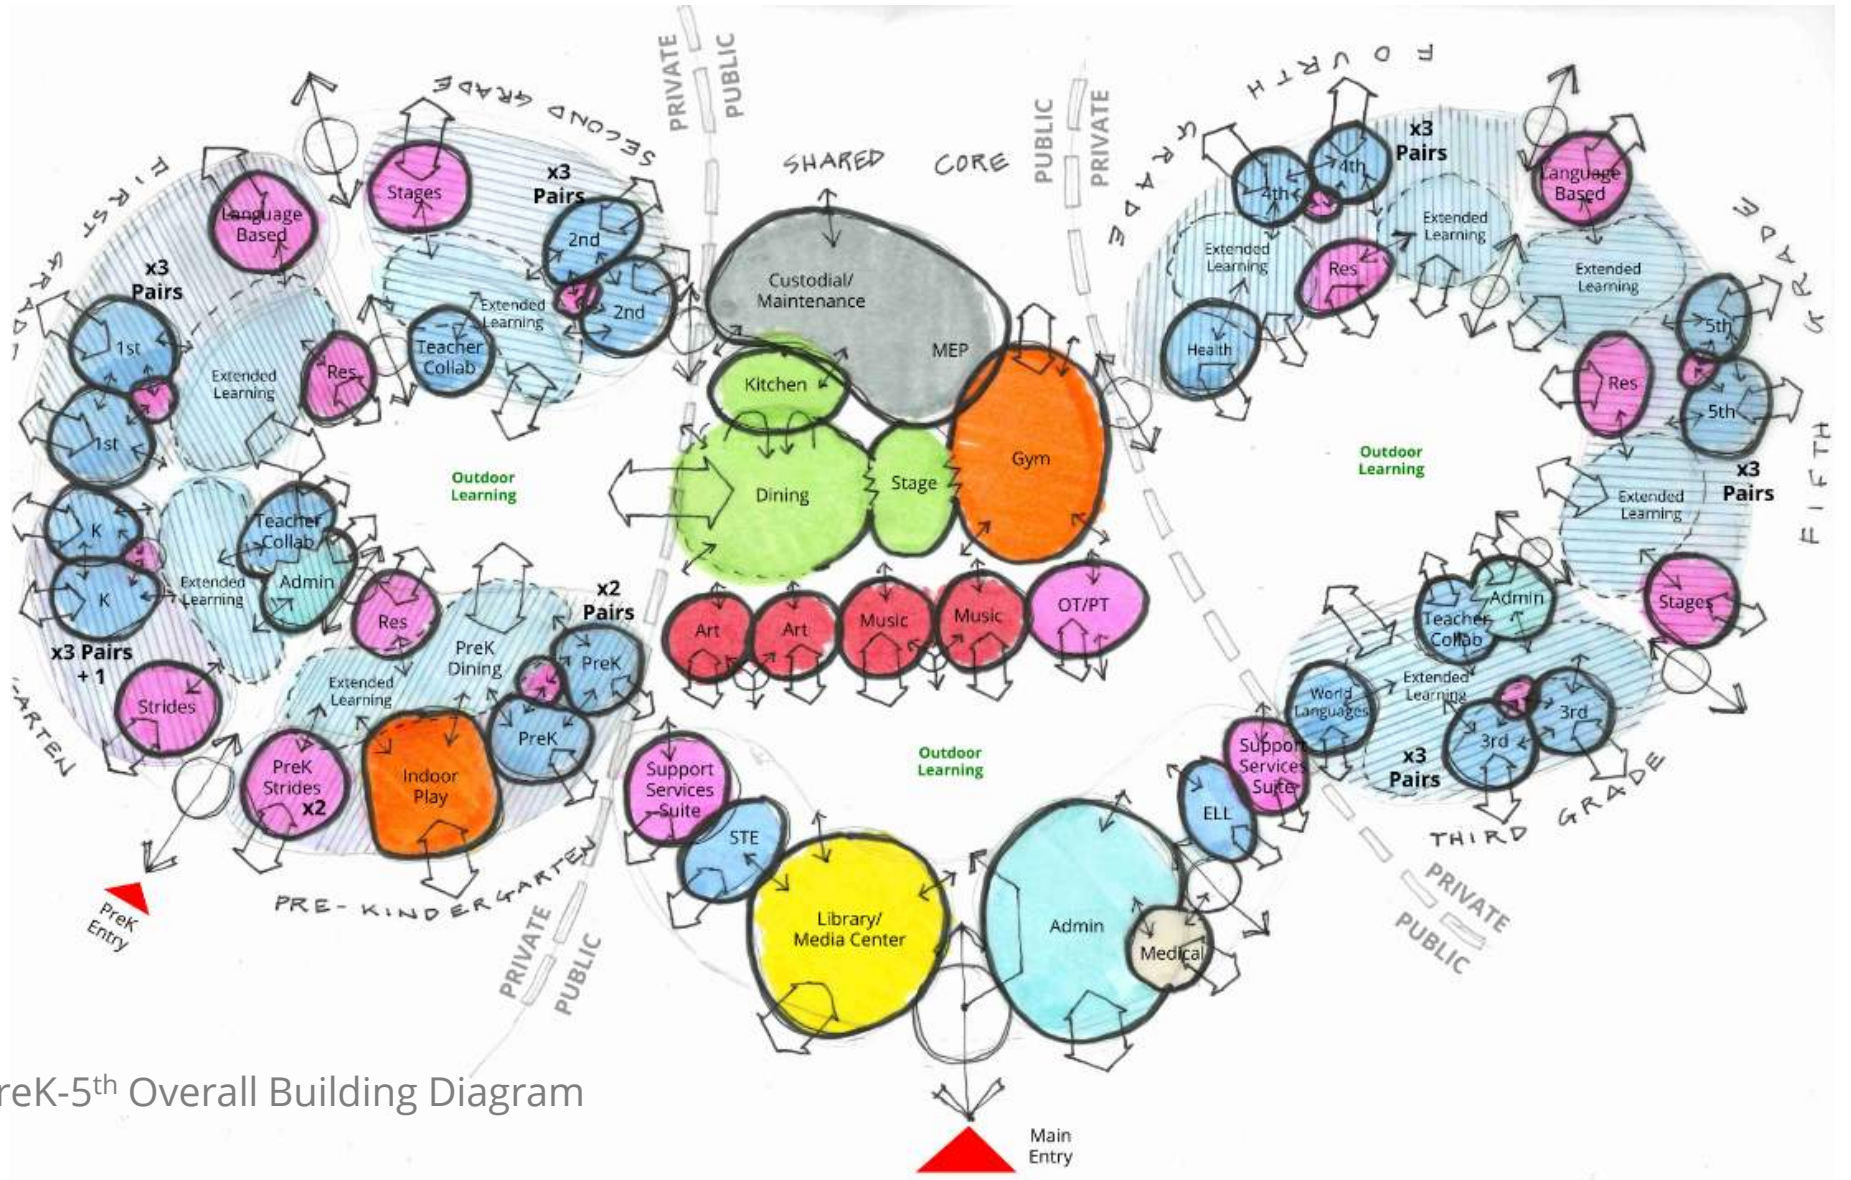 PRIVATE
PUBLIC
PUBLIC
PRIVATE
SHARED CORE
SECOND GRADE
Stages
x3
Pairs
2nd
2nd
Extended
Learning
Teacher
Collab
FIRST GRADE
Language
Based
x3
Pairs
1st
1st
Extended
Learning
Res
Outdoor
Learning
K
K
x3 Pairs
+ 1
Extended
Learning
Teacher
Collab
Admin
Res
Strides
ARTEN
x2
Pairs
PreK
Dining
PreK
PreK
Extended
Learning
PreK
Strides
x2
Indoor
Play
PRE-KINDERGARTEN
PreK
Entry
PRIVATE
PUBLIC
Custodial/
Maintenance
MEP
Kitchen
Dining
Stage
Gym
Art
Art
Music
Music
OT/PT
Outdoor
Learning
Support
Services
Suite
STE
Library/
Media Center
Admin
Medical
ELL
Support
Services
Suite
FOURTH
GRADE
x3
Pairs
4th
4th
Extended
Learning
Extended
Learning
Res
Health
Language
Based
Extended
Learning
FIFTH GRADE
5th
5th
x3
Pairs
Res
Outdoor
Learning
Extended
Learning
Stages
Teacher
Collab
Admin
World
Languages
Extended
Learning
3rd
3rd
x3
Pairs
THIRD GRADE
PRIVATE
PUBLIC
reK-5th Overall Building Diagram
Main
Entry